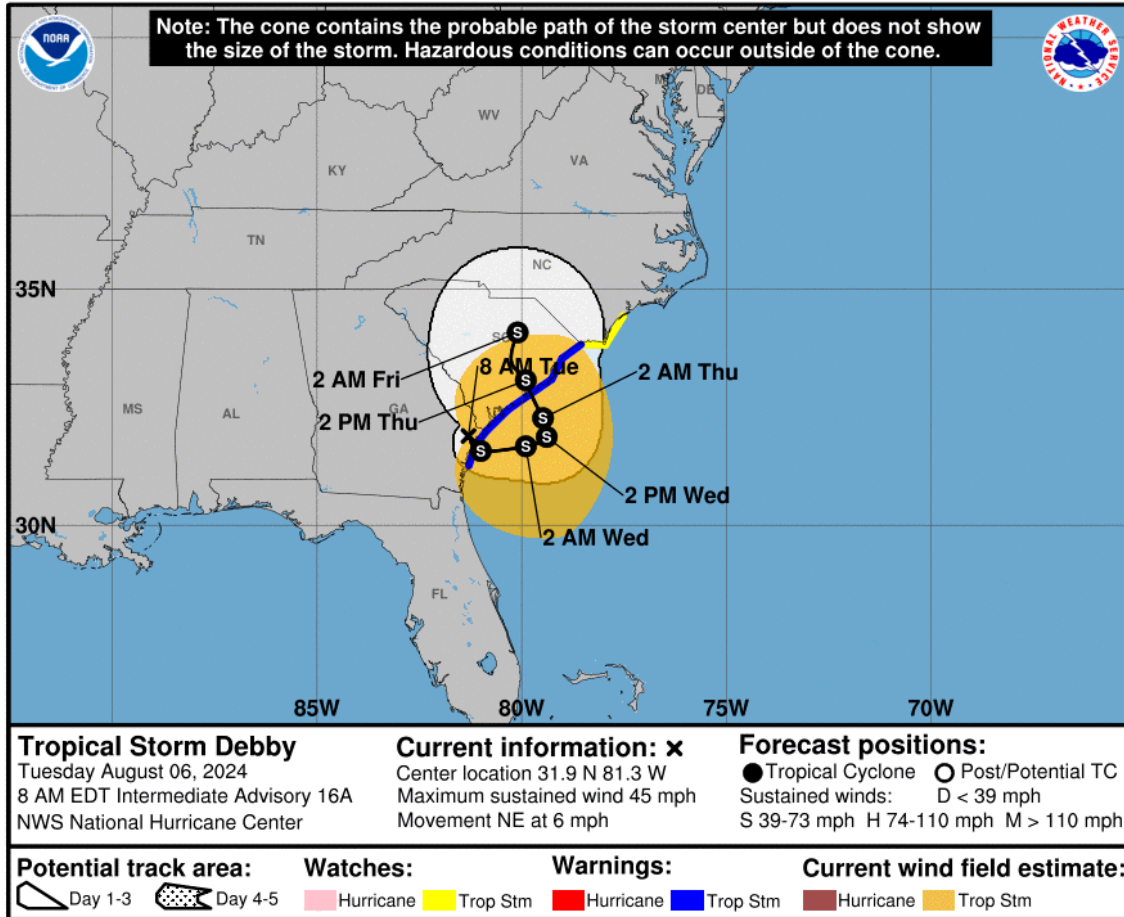 Note: The cone contains the probable path of the storm center but does not show
the size of the storm. Hazardous conditions can occur outside of the cone.
NOAA
NATIONAL WEATHER SERVICE
DE
WV
VA
KY
TN
NC
35N
SC
8 AM Tue
2 AM Fri
2 AM Thu
MS
AL
GA
2 PM Thu
S
S
S
S
S
S
2 PM Wed
30N
2 AM Wed
FL
85W
80W
75W
70W
Tropical Storm Debby
Tuesday August 06, 2024
8 AM EDT Intermediate Advisory 16A
NWS National Hurricane Center
Current information: ×
Center location 31.9 N 81.3 W
Maximum sustained wind 45 mph
Movement NE at 6 mph
Forecast positions:
Tropical Cyclone Post/Potential TC
Sustained winds: D < 39 mph
S 39-73 mph H 74-110 mph M > 110 mph
Potential track area:
Day 1-3 Day 4-5
Watches:
Hurricane Trop Stm
Warnings:
Hurricane Trop Stm
Current wind field estimate:
Hurricane Trop Stm